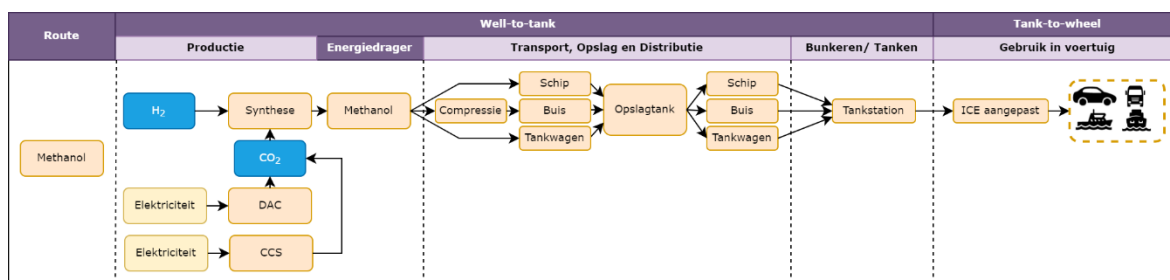 Route
Well-to-tank
Tank-to-wheel
Productie
Energiedrager
Transport, Opslag en Distributie
Bunkeren/ Tanken
Gebruik in voertuig
Methanol
H₂
Synthese
Methanol
Compressie
Schip
Buis
Tankwagen
Opslagtank
Schip
Buis
Tankwagen
Tankstation
ICE aangepast
CO₂
Elektriciteit
DAC
Elektriciteit
CCS